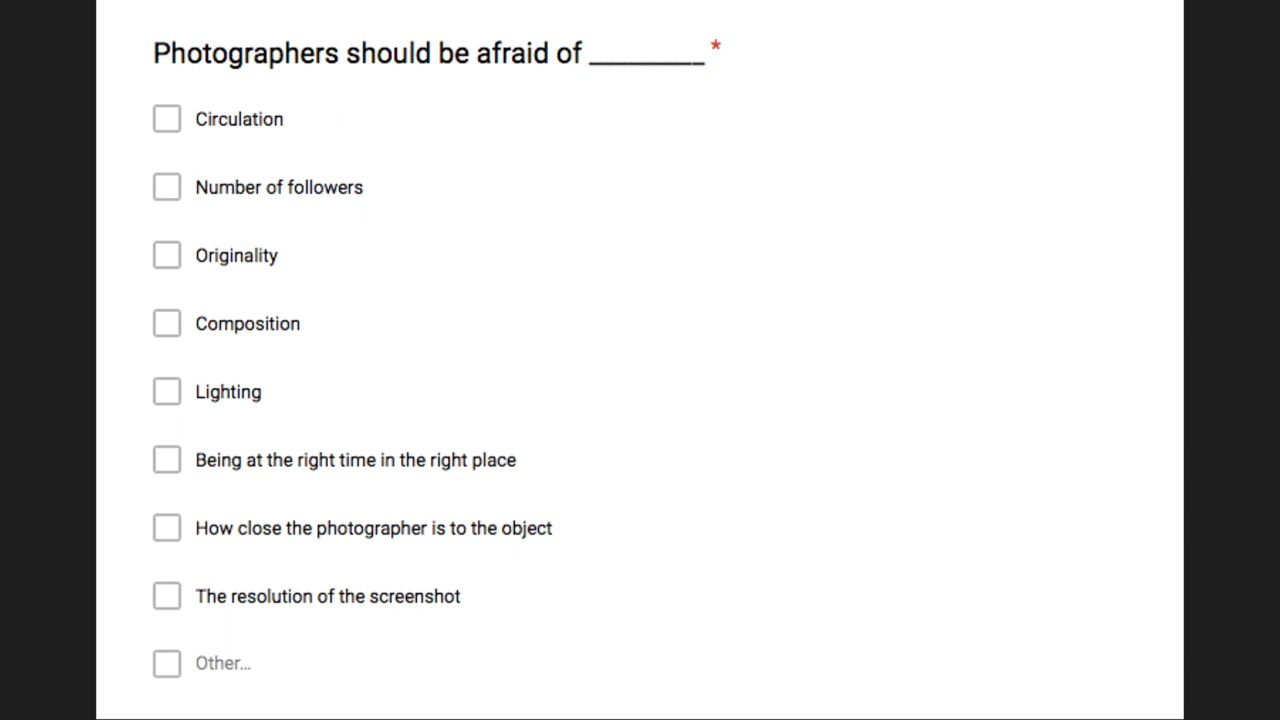 Photographers should be afraid of ________ *
Circulation
Number of followers
Originality
Composition
Lighting
Being at the right time in the right place
How close the photographer is to the object
The resolution of the screenshot
Other...